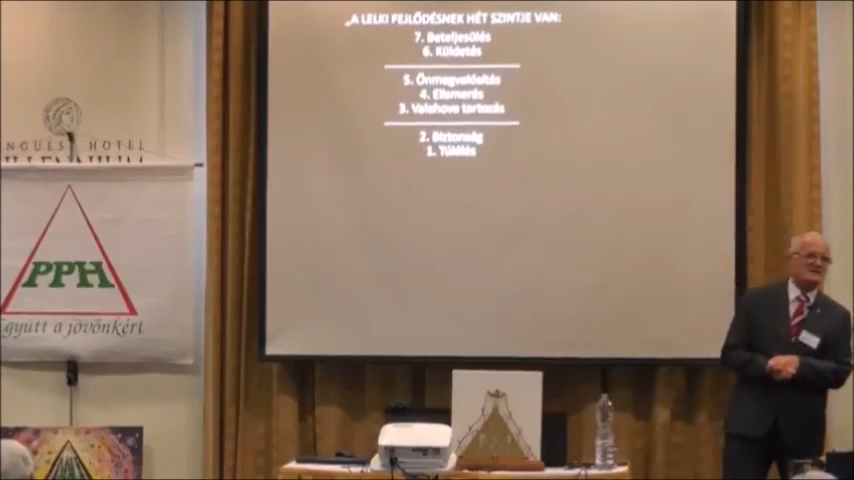 „A LELKI FEJLŐDÉSNEK HÉT SZINTJE VAN:
7. Beteljesülés
6. Küldetés
5. Önmegvalósítás
4. Elismerés
3. Valahova tartozás
2. Biztonság
1. Túlélés
HOTEL
PPH
Együtt a jövőnkért